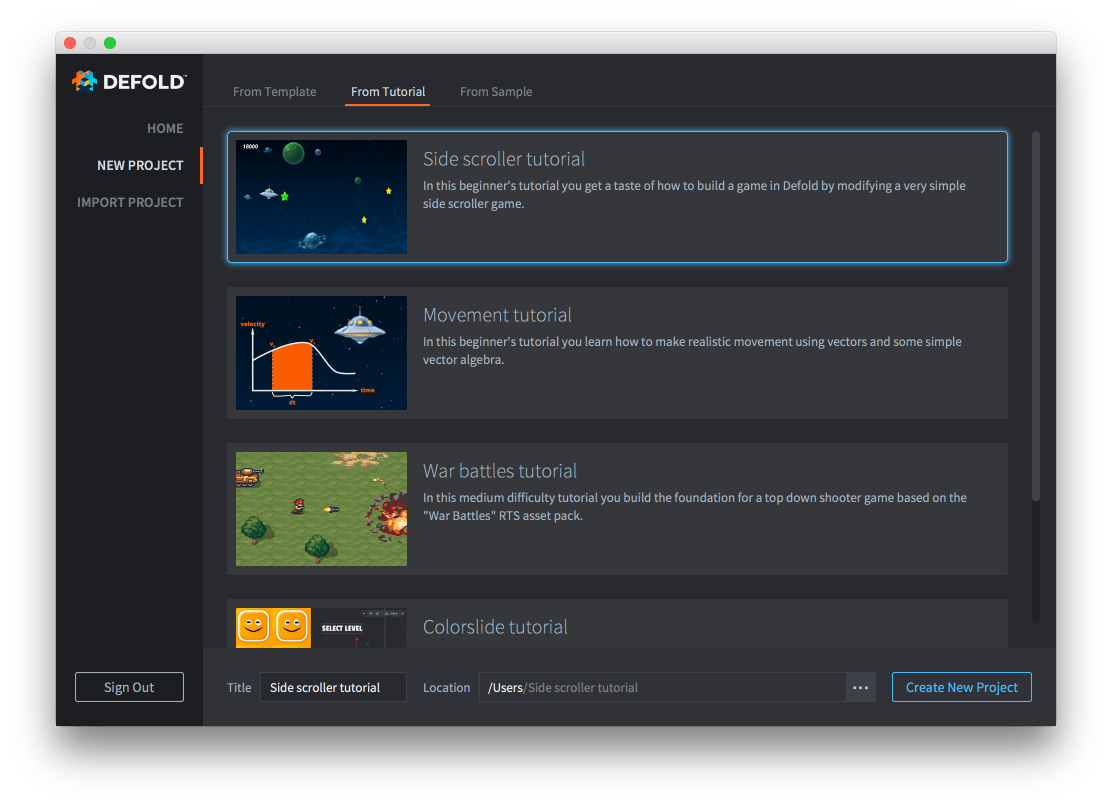 DEFOLD™
HOME
NEW PROJECT
IMPORT PROJECT
Sign Out
From Template
From Tutorial
From Sample
18000
Side scroller tutorial
In this beginner's tutorial you get a taste of how to build a game in Defold by modifying a very simple
side scroller game.
velocity
time
dt
Movement tutorial
In this beginner's tutorial you learn how to make realistic movement using vectors and some simple
vector algebra.
War battles tutorial
In this medium difficulty tutorial you build the foundation for a top down shooter game based on the
"War Battles" RTS asset pack.
SELECT LEVEL
Colorslide tutorial
Title
Side scroller tutorial
Location
/Users/Side scroller tutorial
...
Create New Project